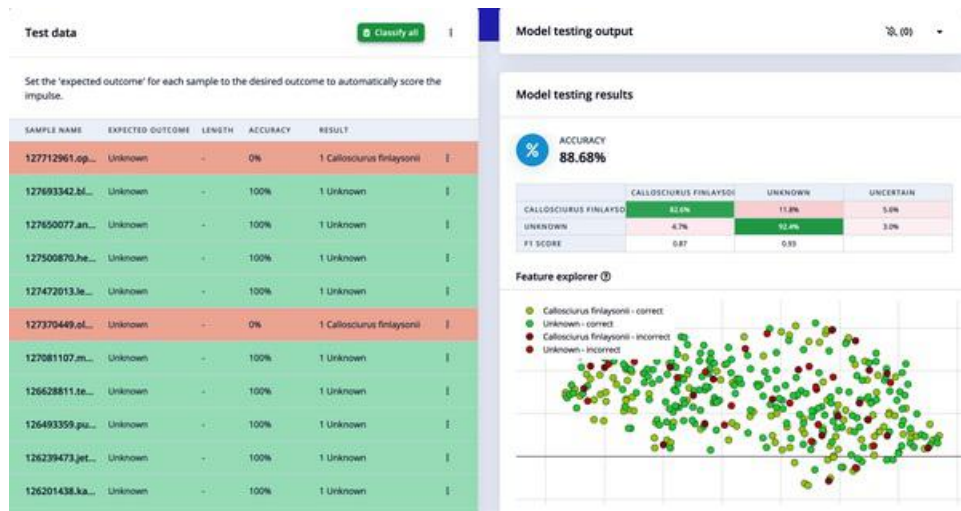 Test data
Classify all
Set the 'expected outcome' for each sample to the desired outcome to automatically score the
impulse.
SAMPLE NAME EXPECTED OUTCOME LENGTH ACCURACY RESULT
127712961.op... Unknown - 0% 1 Callosciurus finlaysonii
127693342.bl... Unknown - 100% 1 Unknown
127650077.an... Unknown - 100% 1 Unknown
127500870.he... Unknown - 100% 1 Unknown
127472013.le... Unknown - 100% 1 Unknown
127370449.ol... Unknown - 0% 1 Callosciurus finlaysonii
127081107.m... Unknown - 100% 1 Unknown
126628811.te... Unknown - 100% 1 Unknown
126493359.pu... Unknown - 100% 1 Unknown
126239473.jet... Unknown - 100% 1 Unknown
126201438.ka... Unknown - 100% 1 Unknown
Model testing output
(0)
Model testing results
%
ACCURACY
88.68%
CALLOSCIURUS FINLAYSOI UNKNOWN UNCERTAIN
CALLOSCIURUS FINLAYSO 82.6% 11.8% 5.6%
UNKNOWN 4.7% 92.4% 3.0%
F1 SCORE 0.87 0.93
Feature explorer
Callosciurus finlaysonii - correct
Unknown - correct
Callosciurus finlaysonii - incorrect
Unknown - incorrect